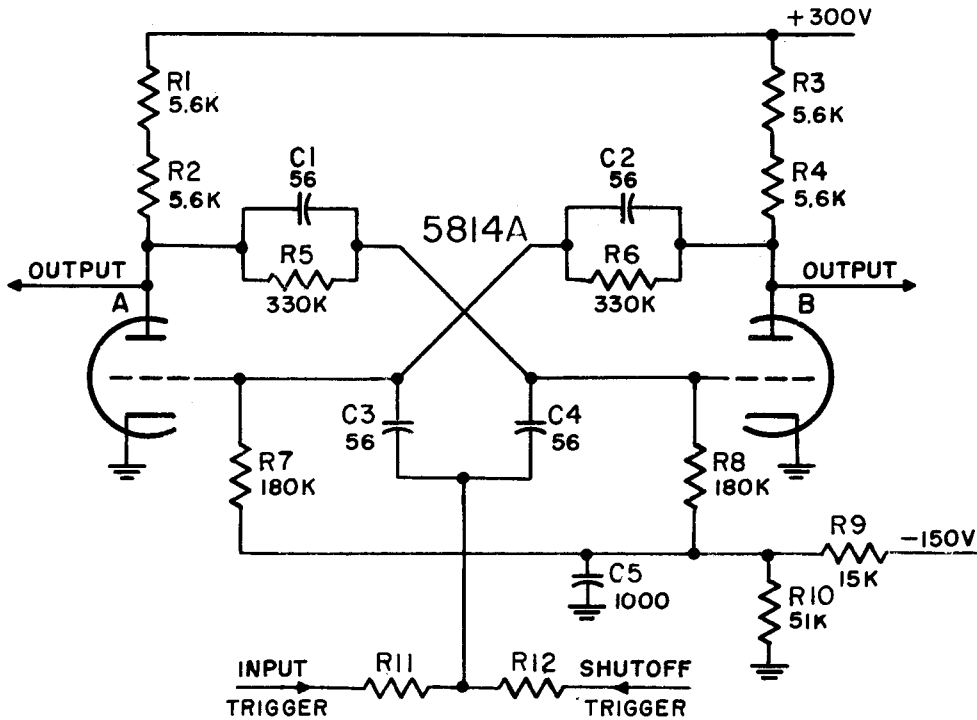 +300V
R1
5.6K
R3
5.6K
R2
5.6K
C1
56
C2
56
R4
5.6K
5814A
R5
330K
R6
330K
OUTPUT
A
OUTPUT
B
C3
56
C4
56
R7
180K
R8
180K
R9
15K
-150V
C5
1000
R10
51K
INPUT
TRIGGER
R11
R12
SHUTOFF
TRIGGER